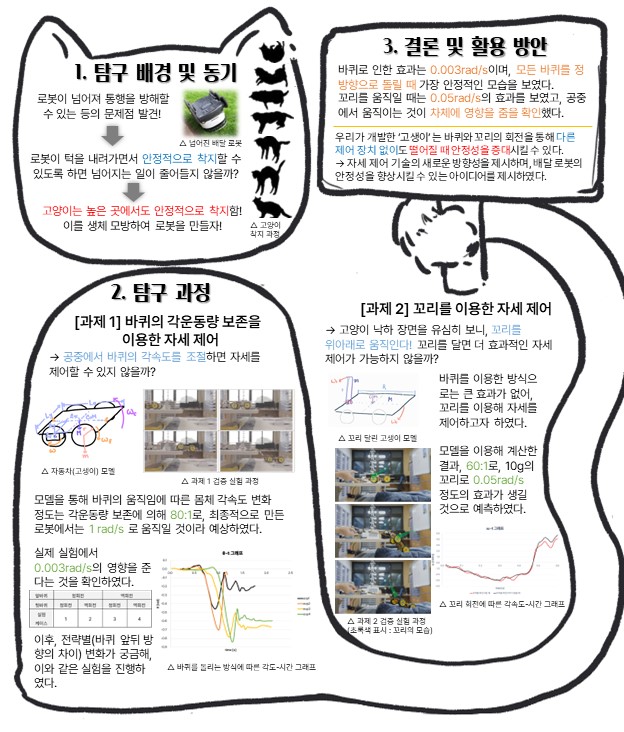 1. 탐구 배경 및 동기
로봇이 넘어져 통행을 방해할
수 있는 등의 문제점 발견!
△ 넘어진 배달 로봇
로봇이 턱을 내려가면서 안정적으로 착지할 수
있도록 하면 넘어지는 일이 줄어들지 않을까?
고양이는 높은 곳에서도 안정적으로 착지함!
이를 생체 모방하여 로봇을 만들자!
△ 고양이
착지 과정
3. 결론 및 활용 방안
바퀴로 인한 효과는 0.003rad/s이며, 모든 바퀴를 정
방향으로 돌릴 때 가장 안정적인 모습을 보였다.
꼬리를 움직일 때는 0.05rad/s의 효과를 보였고, 공중
에서 움직이는 것이 차체에 영향을 줌을 확인했다.
우리가 개발한 '고생이'는 바퀴와 꼬리의 회전을 통해 다른
제어 장치 없이도 떨어질 때 안정성을 증대시킬 수 있다.
→ 자세 제어 기술의 새로운 방향성을 제시하며, 배달 로봇의
안정성을 향상시킬 수 있는 아이디어를 제시하였다.
2. 탐구 과정
[과제 1] 바퀴의 각운동량 보존을
이용한 자세 제어
→ 공중에서 바퀴의 각속도를 조절하면 자세를
제어할 수 있지 않을까?
△ 자동차(고생이) 모델
△ 과제 1 검증 실험 과정
모델을 통해 바퀴의 움직임에 따른 몸체 각속도 변화
정도는 각운동량 보존에 의해 80:1로, 최종적으로 만든
로봇에서는 1 rad/s 로 움직일 것이라 예상하였다.
실제 실험에서
0.003rad/s의 영향을 준
다는 것을 확인하였다.
앞바퀴 정회전 역회전
뒷바퀴 정회전 역회전 정회전 역회전
실험
케이스 1 2 3 4
이후, 전략별(바퀴 앞뒤 방
향의 차이) 변화가 궁금해,
이와 같은 실험을 진행하
였다.
θ-t 그래프
△ 바퀴를 돌리는 방식에 따른 각도-시간 그래프
[과제 2] 꼬리를 이용한 자세 제어
→ 고양이 낙하 장면을 유심히 보니, 꼬리를
위아래로 움직인다! 꼬리를 달면 더 효과적인 자세
제어가 가능하지 않을까?
△ 꼬리 달린 고생이 모델
바퀴를 이용한 방식으
로는 큰 효과가 없어,
꼬리를 이용해 자세를
제어하고자 하였다.
모델을 이용해 계산한
결과, 60:1로, 10g의
꼬리로 0.05rad/s
정도의 효과가 생길
것으로 예측하였다.
△ 과제 2 검증 실험 과정
(초록색 표시 : 꼬리의 모습)
ω-t 그래프
△ 꼬리 회전에 따른 각속도-시간 그래프